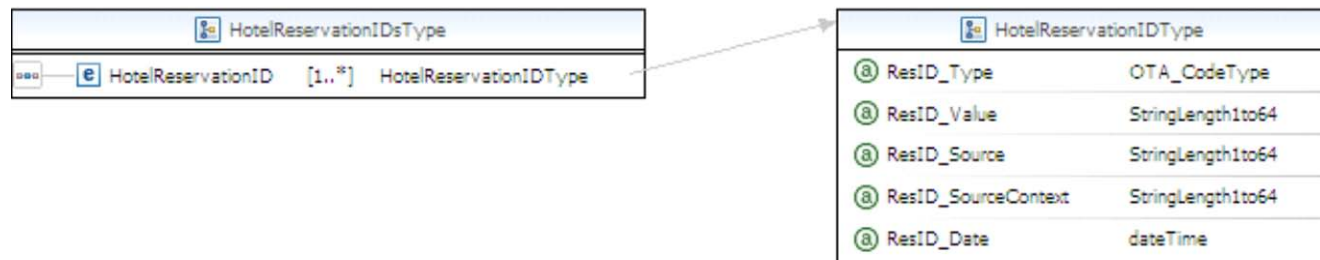 HotelReservationIDsType
e HotelReservationID [1..*] HotelReservationIDType
HotelReservationIDType
a ResID_Type OTA_CodeType
a ResID_Value StringLength1to64
a ResID_Source StringLength1to64
a ResID_SourceContext StringLength1to64
a ResID_Date dateTime